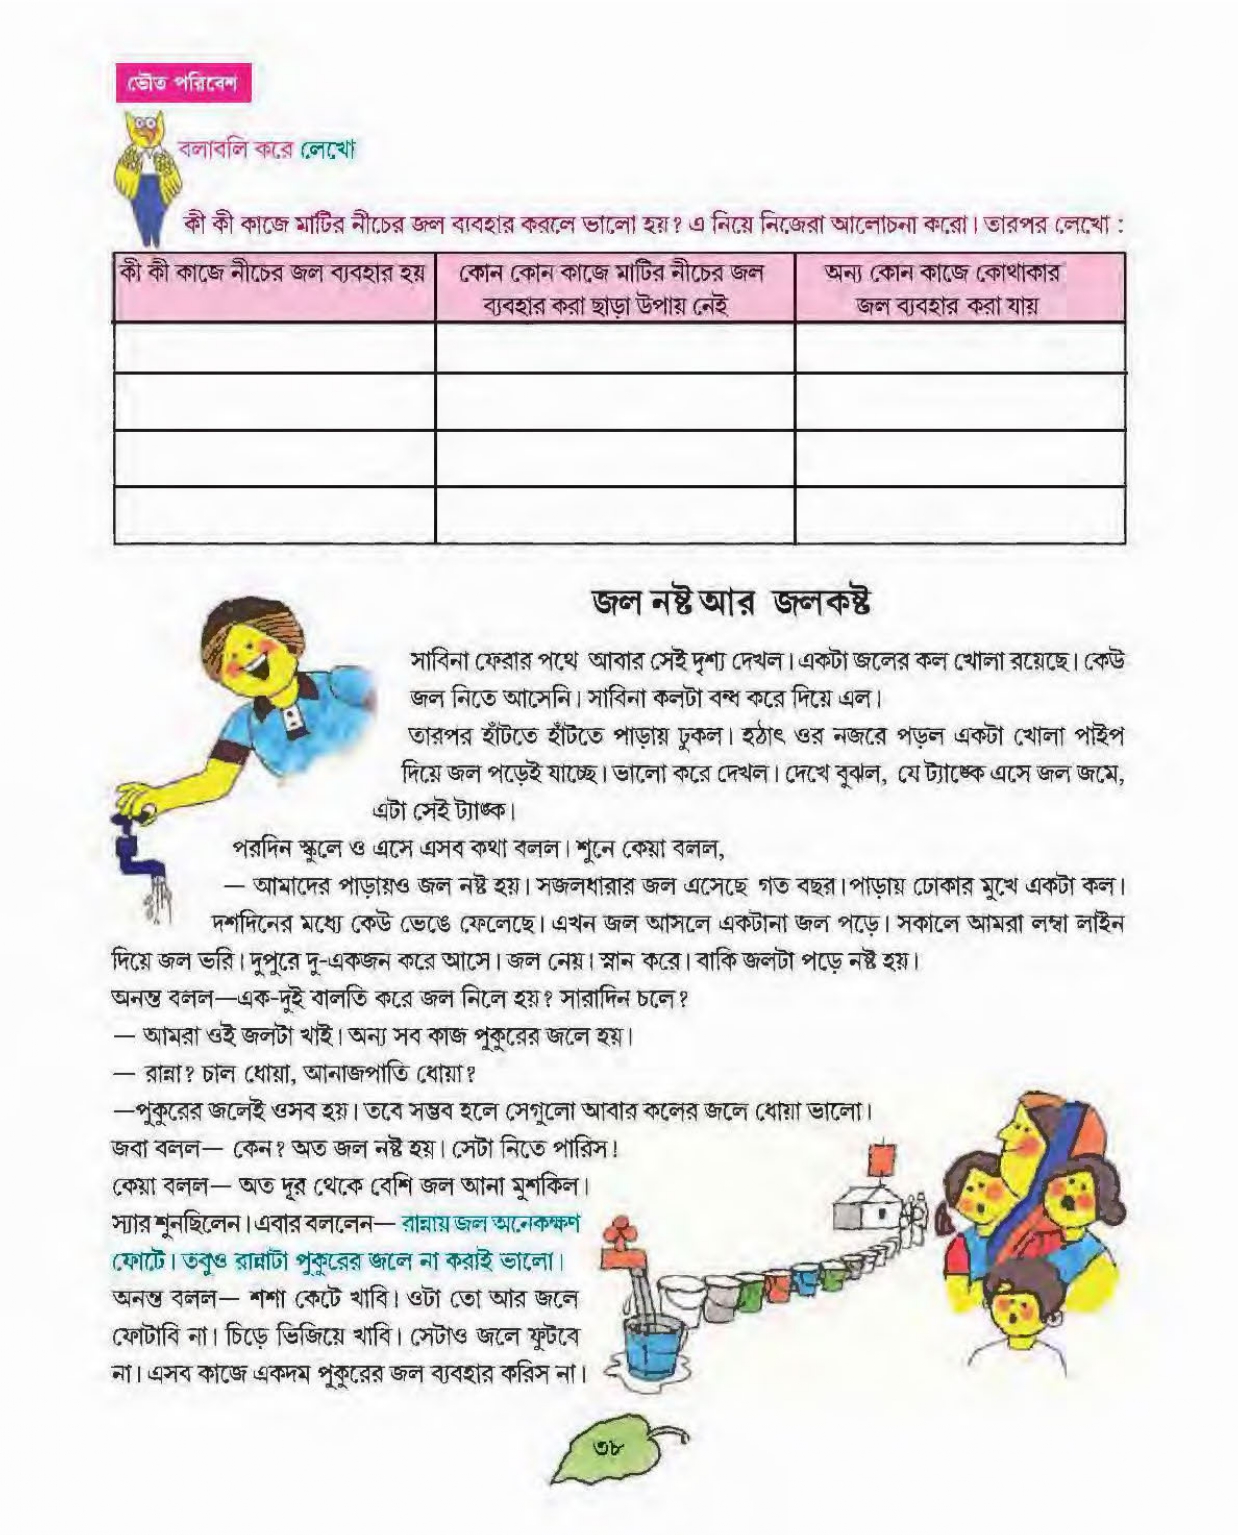 ভৌত পরিবেশ
বলাবলি করে লেখো
কী কী কাজে মাটির নীচের জল ব্যবহার করলে ভালো হয়? এ নিয়ে নিজেরা আলোচনা করো। তারপর লেখো :
কী কী কাজে নীচের জল ব্যবহার হয়
কোন কোন কাজে মাটির নীচের জল
ব্যবহার করা ছাড়া উপায় নেই
অন্য কোন কাজে কোথাকার
জল ব্যবহার করা যায়
জল নষ্ট আর জলকষ্ট
সাবিনা ফেরার পথে আবার সেই দৃশ্য দেখল। একটা জলের কল খোলা রয়েছে। কেউ
জল নিতে আসেনি। সাবিনা কলটা বন্ধ করে দিয়ে এল।
তারপর হাঁটতে হাঁটতে পাড়ায় ঢুকল। হঠাৎ ওর নজরে পড়ল একটা খোলা পাইপ
দিয়ে জল পড়েই যাচ্ছে। ভালো করে দেখল। দেখে বুঝল, যে ট্যাঙ্কে এসে জল জমে,
এটা সেই ট্যাঙ্ক।
পরদিন স্কুলে ও এসে এসব কথা বলল। শুনে কেয়া বলল,
— আমাদের পাড়ায়ও জল নষ্ট হয়। সজলধারার জল এসেছে গত বছর। পাড়ায় ঢোকার মুখে একটা কল।
দশদিনের মধ্যে কেউ ভেঙে ফেলেছে। এখন জল আসলে একটানা জল পড়ে। সকালে আমরা লম্বা লাইন
দিয়ে জল ভরি। দুপুরে দু-একজন করে আসে। জল নেয়। স্নান করে। বাকি জলটা পড়ে নষ্ট হয়।
অনন্ত বলল—এক-দুই বালতি করে জল নিলে হয়? সারাদিন চলে?
— আমরা ওই জলটা খাই। অন্য সব কাজ পুকুরের জলে হয়।
— রান্না? চাল ধোয়া, আনাজপাতি ধোয়া?
—পুকুরের জলেই ওসব হয়। তবে সম্ভব হলে সেগুলো আবার কলের জলে ধোয়া ভালো।
জবা বলল— কেন? অত জল নষ্ট হয়। সেটা নিতে পারিস!
কেয়া বলল— অত দূর থেকে বেশি জল আনা মুশকিল।
স্যার শুনছিলেন। এবার বললেন— রান্নায় জল অনেকক্ষণ
ফোটে। তবুও রান্নাটা পুকুরের জলে না করাই ভালো।
অনন্ত বলল— শশা কেটে খাবি। ওটা তো আর জলে
ফোটাবি না। চিড়ে ভিজিয়ে খাবি। সেটাও জলে ফুটবে
না। এসব কাজে একদম পুকুরের জল ব্যবহার করিস না।
৩৮